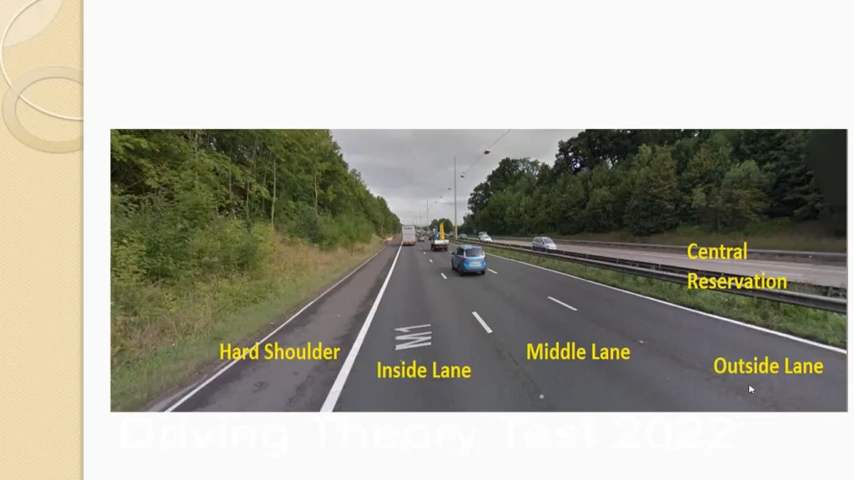 Central
Reservation
Hard Shoulder
M1
Inside Lane
Middle Lane
Outside Lane
Driving Theory Test 2022